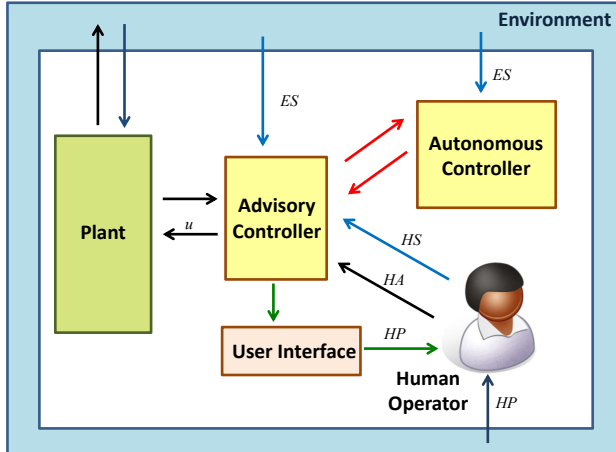 Environment
ES
ES
Autonomous
Controller
Advisory
Controller
Plant
u
HS
HA
User Interface
HP
Human
Operator
HP